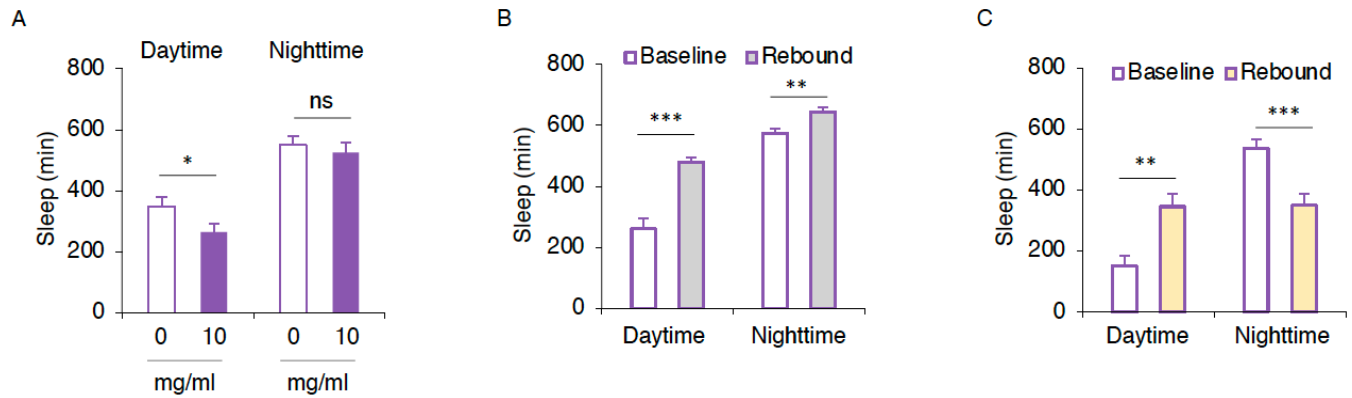 A
Daytime Nighttime
Sleep (min)
800
600
400
200
0
*
ns
0 10 0 10
mg/ml mg/ml
B
Baseline Rebound
Sleep (min)
800
600
400
200
0
***
**
Daytime Nighttime
C
Baseline Rebound
Sleep (min)
800
600
400
200
0
**
***
Daytime Nighttime